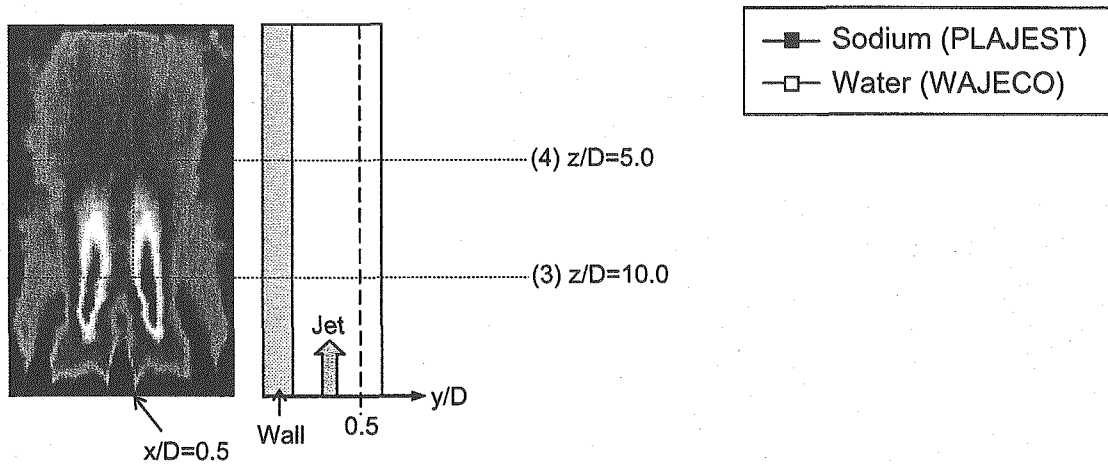 Sodium (PLAJEST)
Water (WAJECO)
(4) z/D=5.0
(3) z/D=10.0
Jet
y/D
Wall
0.5
x/D=0.5